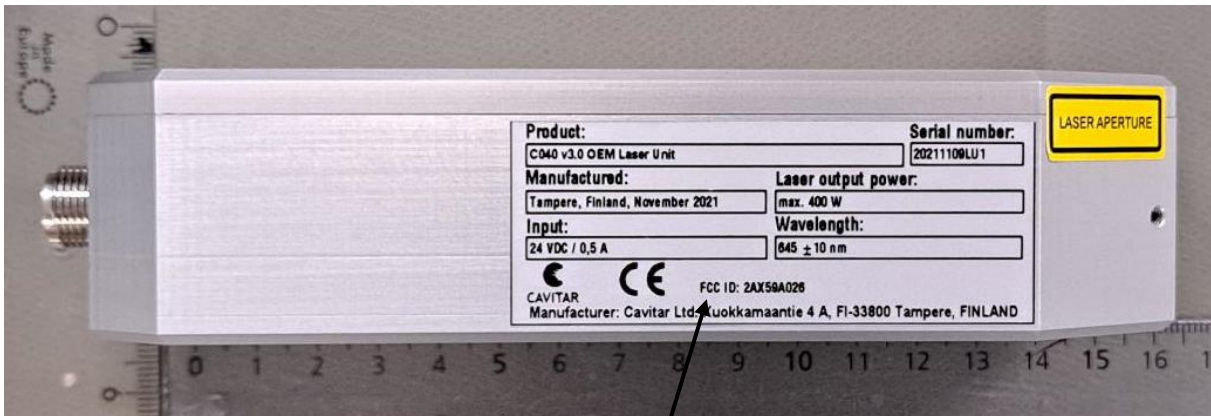 Made
in
Europe
LASER APERTURE
Product:
Serial number:
C040 v3.0 OEM Laser Unit
20211109LU1
Manufactured:
Laser output power:
Tampere, Finland, November 2021
max. 400 W
Input:
Wavelength:
24 VDC / 0,5 A
645 ± 10 nm
CE
FCC ID: 2AX59A026
CAVITAR
Manufacturer: Cavitar Ltd. Kuokkamaantie 4 A, FI-33800 Tampere, FINLAND
0 1 2 3 4 5 6 7 8 9 10 11 12 13 14 15 16